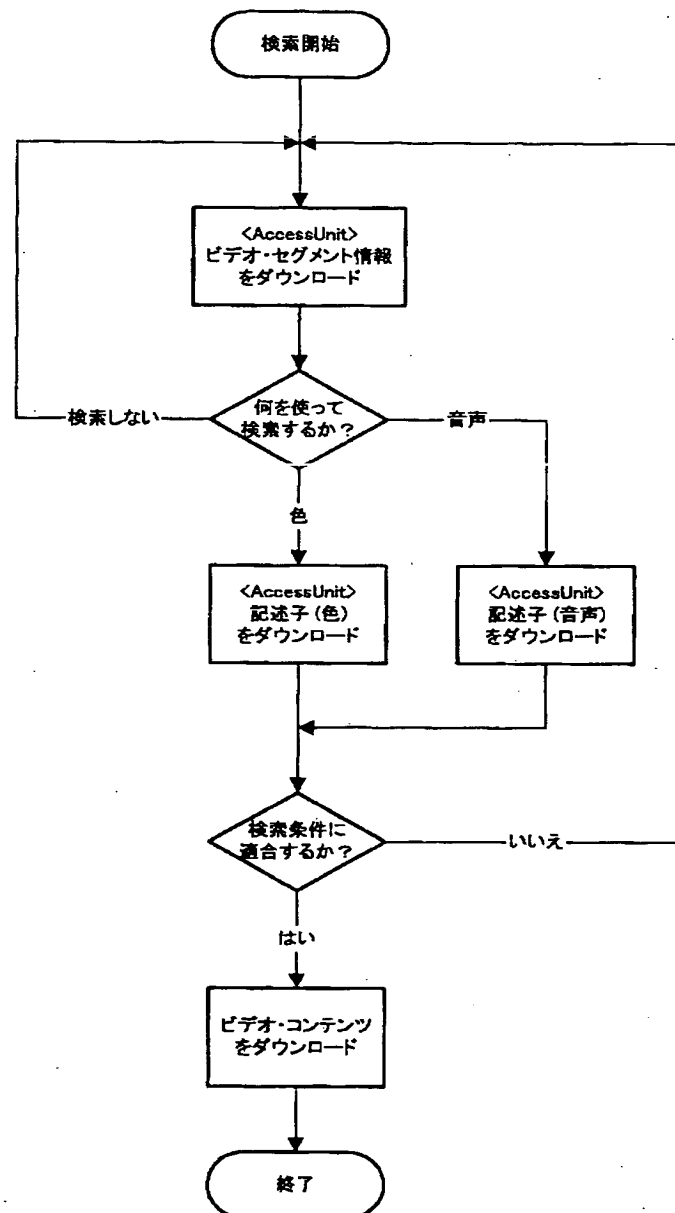 検索開始
<AccessUnit>
ビデオ・セグメント情報
をダウンロード
何を使って
検索するか?
検索しない
音声
色
<AccessUnit>
記述子(色)
をダウンロード
<AccessUnit>
記述子(音声)
をダウンロード
検索条件に
適合するか?
いいえ
はい
ビデオ・コンテンツ
をダウンロード
終了